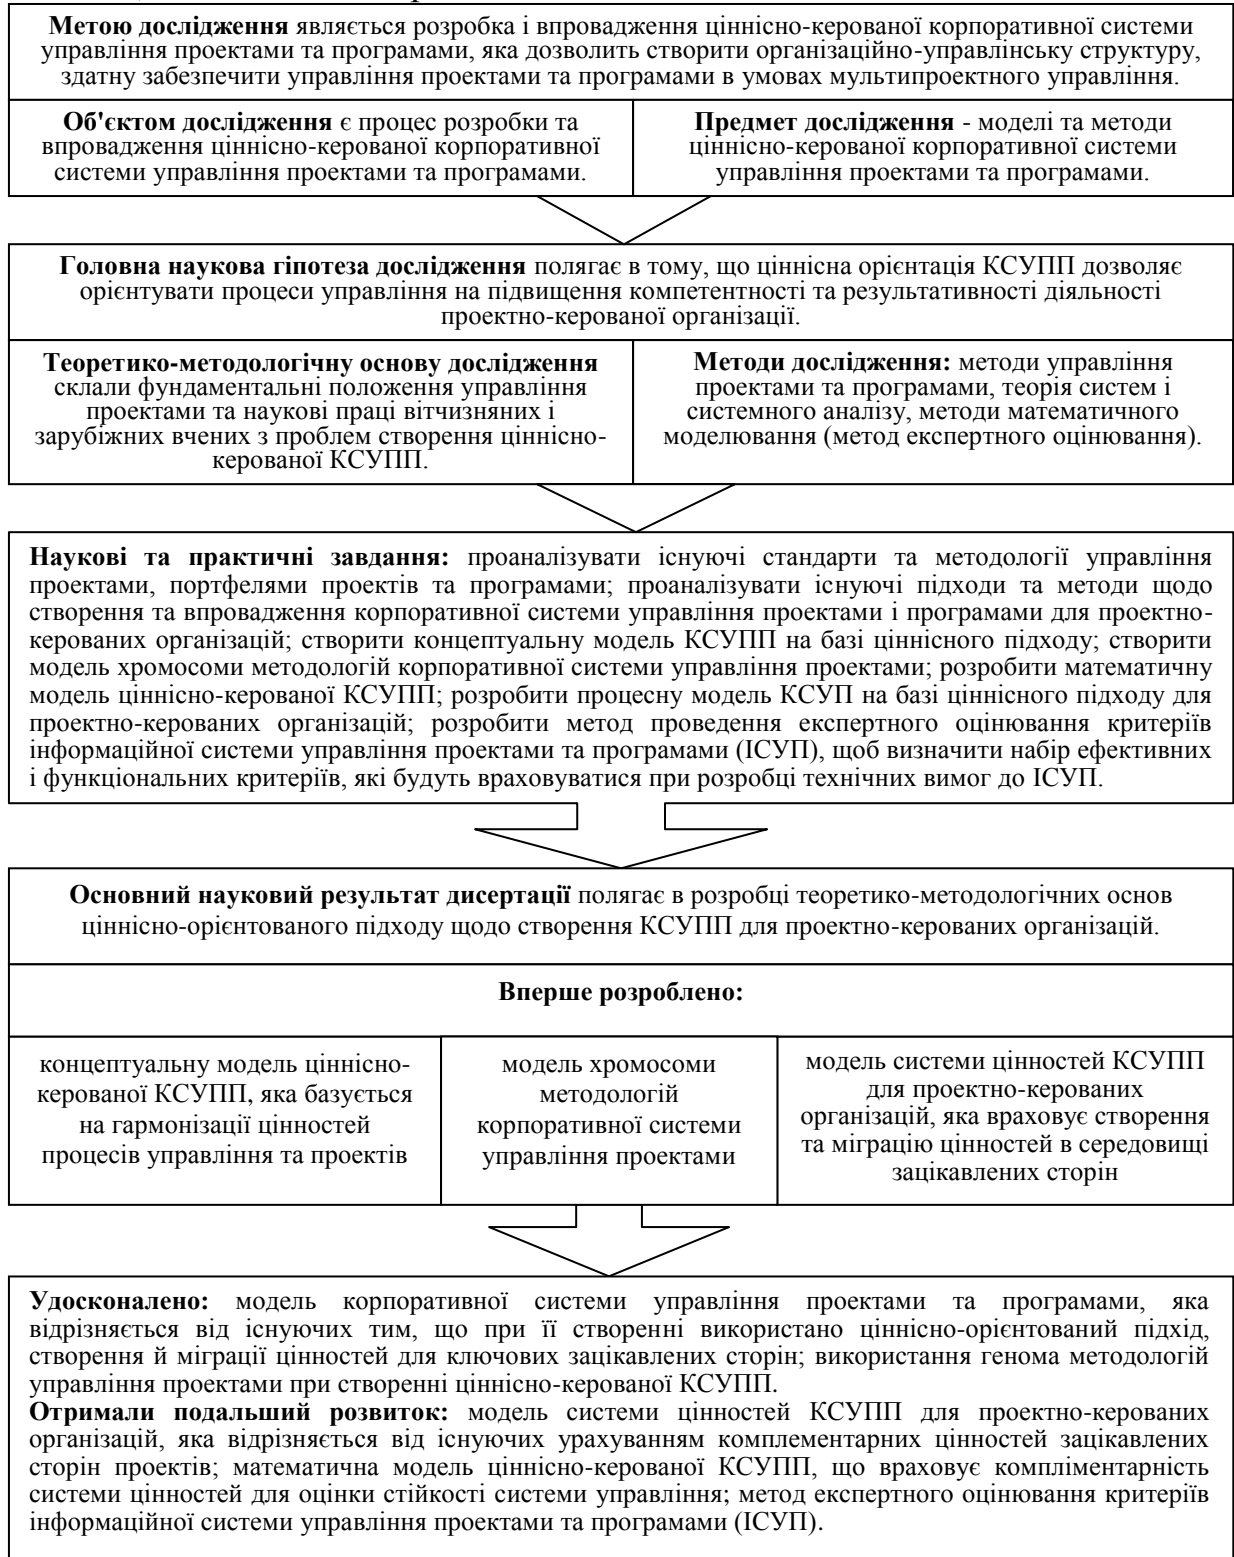 Метою дослідження являється розробка і впровадження ціннісно-керованої корпоративної системи
управління проектами та програмами, яка дозволить створити організаційно-управлінську структуру,
здатну забезпечити управління проектами та програмами в умовах мультипроектного управління.
Об'єктом дослідження є процес розробки та
впровадження ціннісно-керованої корпоративної
системи управління проектами та програмами.
Предмет дослідження - моделі та методи
ціннісно-керованої корпоративної системи
управління проектами та програмами.
Головна наукова гіпотеза дослідження полягає в тому, що ціннісна орієнтація КСУПП дозволяє
орієнтувати процеси управління на підвищення компетентності та результативності діяльності
проектно-керованої організації.
Теоретико-методологічну основу дослідження
склали фундаментальні положення управління
проектами та наукові праці вітчизняних і
зарубіжних вчених з проблем створення ціннісно-
керованої КСУПП.
Методи дослідження: методи управління
проектами та програмами, теорія систем і
системного аналізу, методи математичного
моделювання (метод експертного оцінювання).
Наукові та практичні завдання: проаналізувати існуючі стандарти та методології управління
проектами, портфелями проектів та програмами; проаналізувати існуючі підходи та методи щодо
створення та впровадження корпоративної системи управління проектами і програмами для проектно-
керованих організацій; створити концептуальну модель КСУПП на базі ціннісного підходу; створити
модель хромосоми методологій корпоративної системи управління проектами; розробити математичну
модель ціннісно-керованої КСУПП; розробити процесну модель КСУП на базі ціннісного підходу для
проектно-керованих організацій; розробити метод проведення експертного оцінювання критеріїв
інформаційної системи управління проектами та програмами (ІСУП), щоб визначити набір ефективних
і функціональних критеріїв, які будуть враховуватися при розробці технічних вимог до ІСУП.
Основний науковий результат дисертації полягає в розробці теоретико-методологічних основ
ціннісно-орієнтованого підходу щодо створення КСУПП для проектно-керованих організацій.
Вперше розроблено:
концептуальну модель ціннісно-
керованої КСУПП, яка базується
на гармонізації цінностей
процесів управління та проектів
модель хромосоми
методологій
корпоративної системи
управління проектами
модель системи цінностей КСУПП
для проектно-керованих
організацій, яка враховує створення
та міграцію цінностей в середовищі
зацікавлених сторін
Удосконалено: модель корпоративної системи управління проектами та програмами, яка
відрізняється від існуючих тим, що при її створенні використано ціннісно-орієнтований підхід,
створення й міграції цінностей для ключових зацікавлених сторін; використання генома методологій
управління проектами при створенні ціннісно-керованої КСУПП.
Отримали подальший розвиток: модель системи цінностей КСУПП для проектно-керованих
організацій, яка відрізняється від існуючих урахуванням комплементарних цінностей зацікавлених
сторін проектів; математична модель ціннісно-керованої КСУПП, що враховує компліментарність
системи цінностей для оцінки стійкості системи управління; метод експертного оцінювання критеріїв
інформаційної системи управління проектами та програмами (ІСУП).